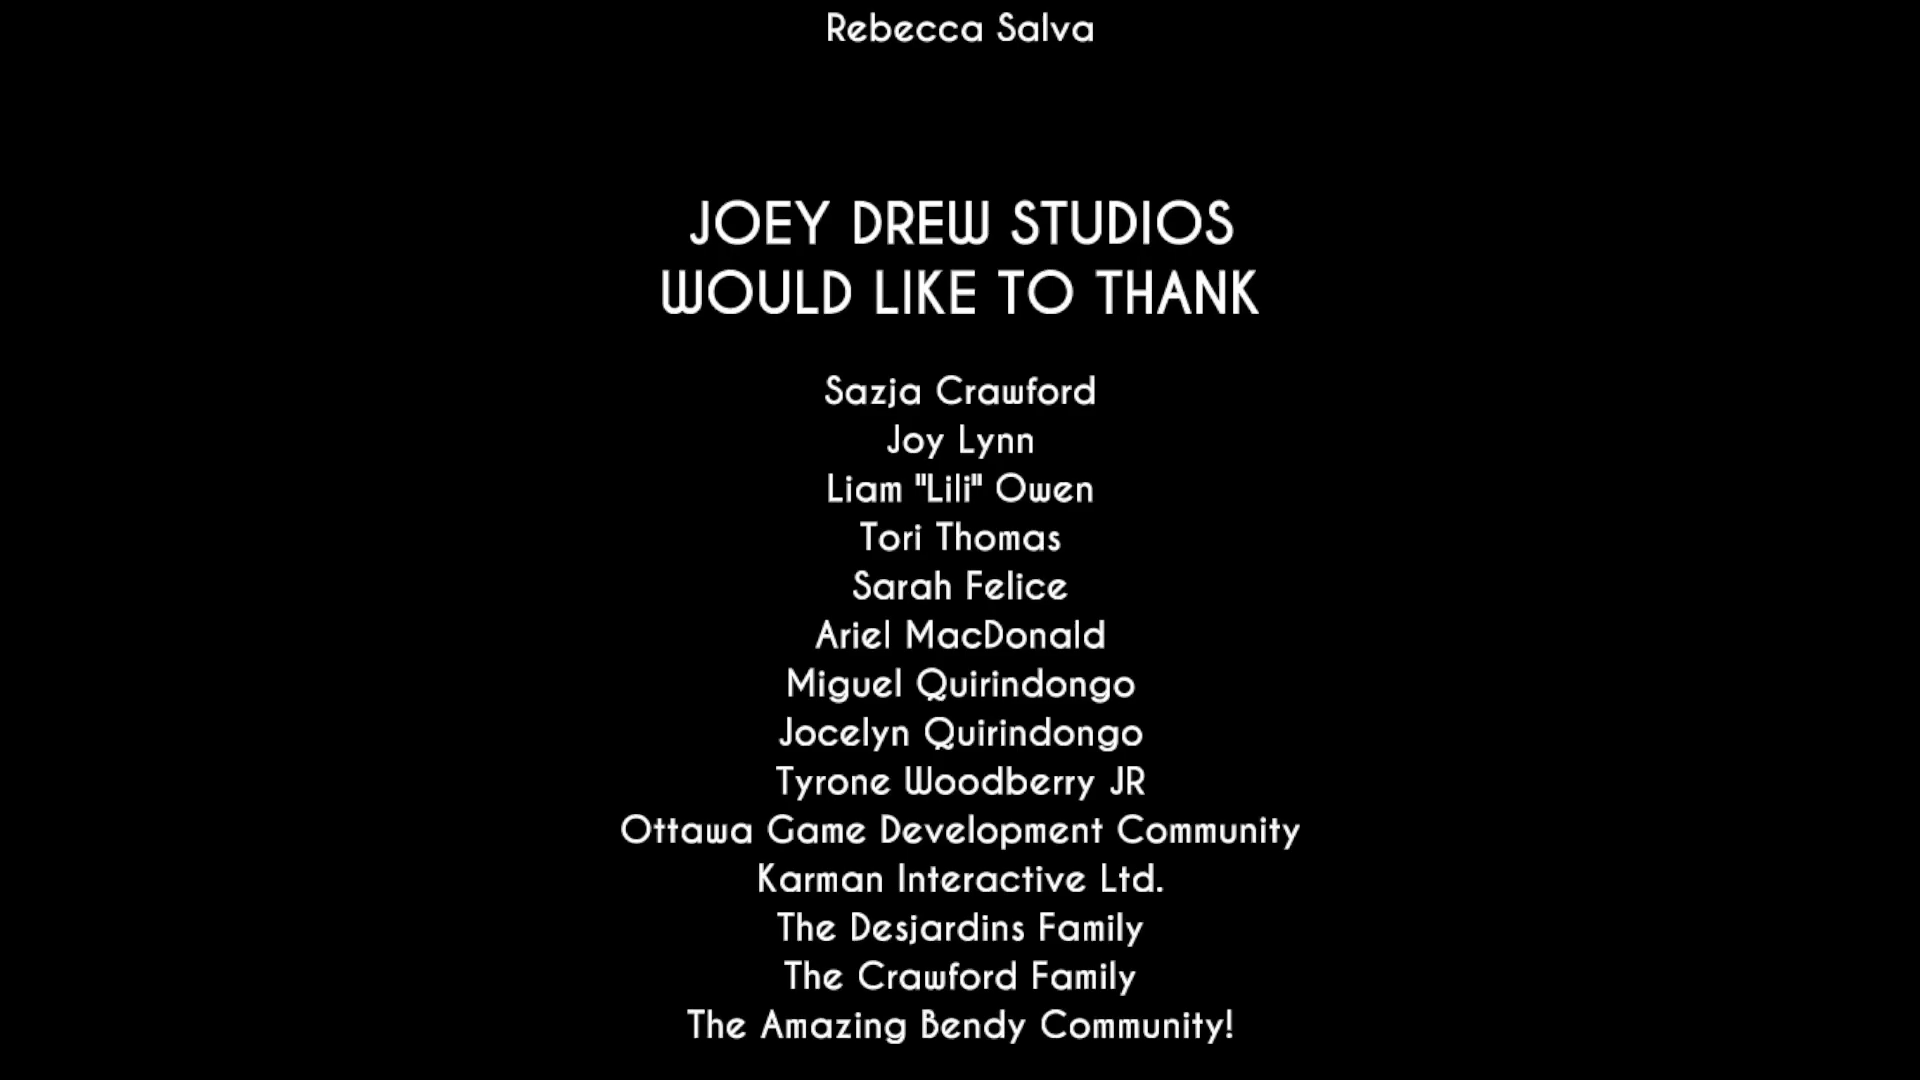 Rebecca Salva
JOEY DREW STUDIOS
WOULD LIKE TO THANK
Sazja Crawford
Joy Lynn
Liam "Lili" Owen
Tori Thomas
Sarah Felice
Ariel MacDonald
Miguel Quirindongo
Jocelyn Quirindongo
Tyrone Woodberry JR
Ottawa Game Development Community
Karman Interactive Ltd.
The Desjardins Family
The Crawford Family
The Amazing Bendy Community!